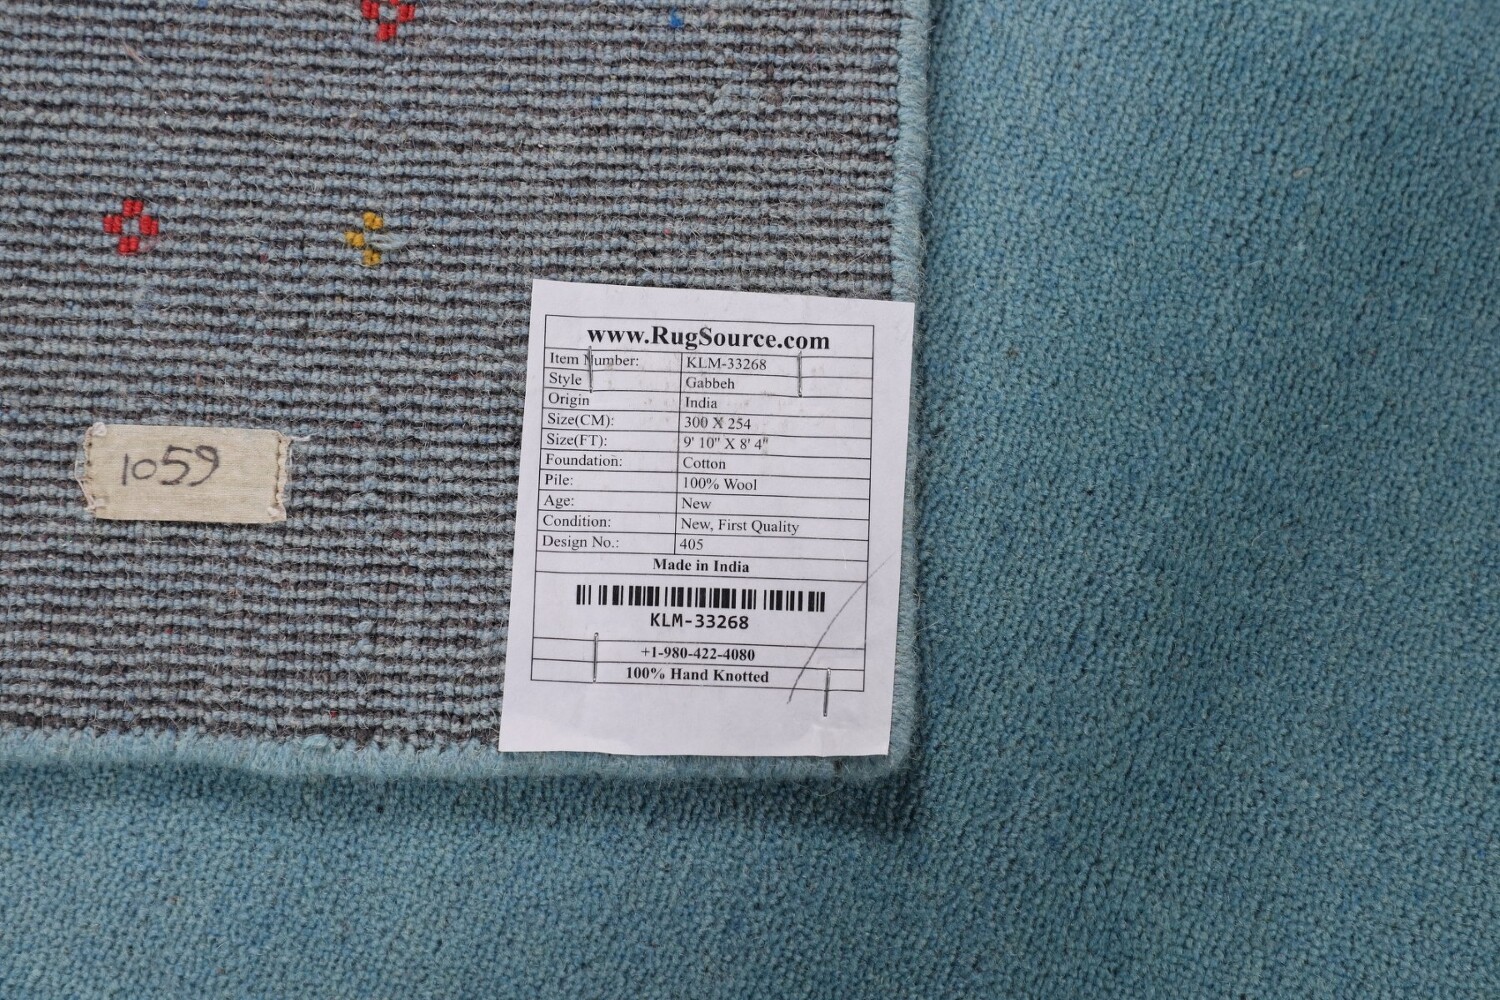 www.RugSource.com
Item Number: KLM-33268
Style Gabbeh
Origin India
Size(CM): 300 X 254
Size(FT): 9' 10" X 8' 4"
Foundation: Cotton
Pile: 100% Wool
Age: New
Condition: New, First Quality
Design No.: 405
Made in India
KLM-33268
+1-980-422-4080
100% Hand Knotted
1059